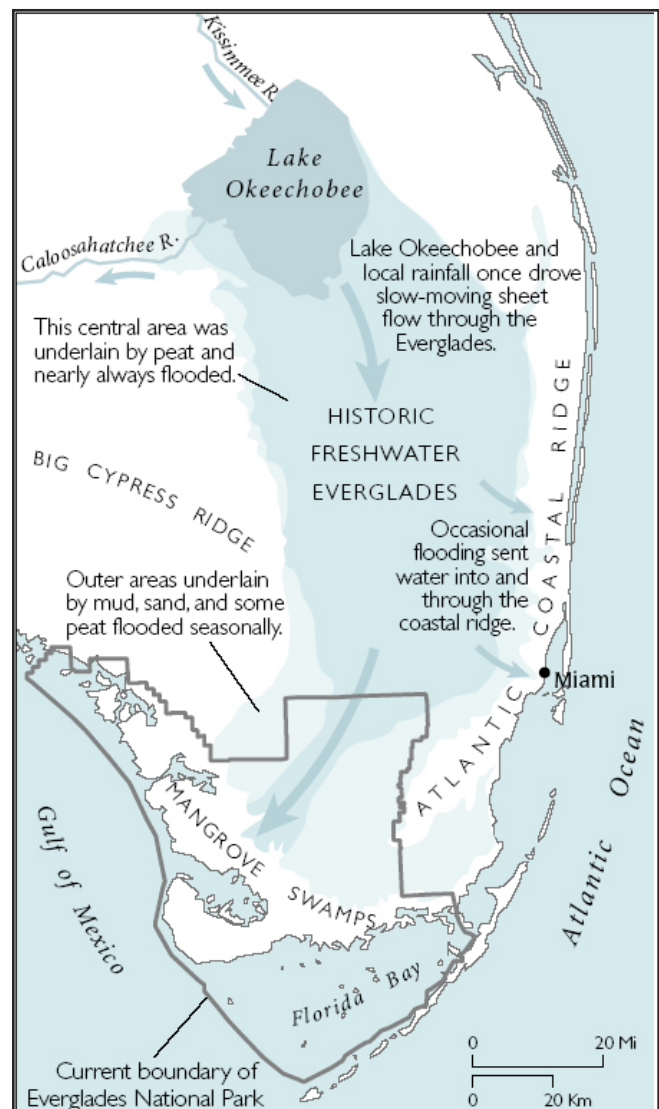 Kissimmee R.
Lake
Okeechobee
Caloosahatchee R.
Lake Okeechobee and
local rainfall once drove
slow-moving sheet
flow through the
Everglades.
This central area was
underlain by peat and
nearly always flooded.
HISTORIC
FRESHWATER
EVERGLADES
BIG CYPRESS RIDGE
Occasional
flooding sent
water into and
through the
coastal ridge.
Outer areas underlain
by mud, sand, and some
peat flooded seasonally.
ATLANTIC COASTAL RIDGE
Miami
MANGROVE SWAMPS
Gulf of Mexico
Atlantic Ocean
Florida Bay
Current boundary of
Everglades National Park
0 20 Mi
0 20 Km